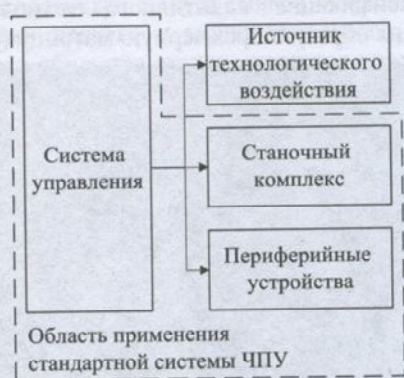 Источник
технологического
воздействия
Система
управления
Станочный
комплекс
Периферийные
устройства
Область применения
стандартной системы ЧПУ